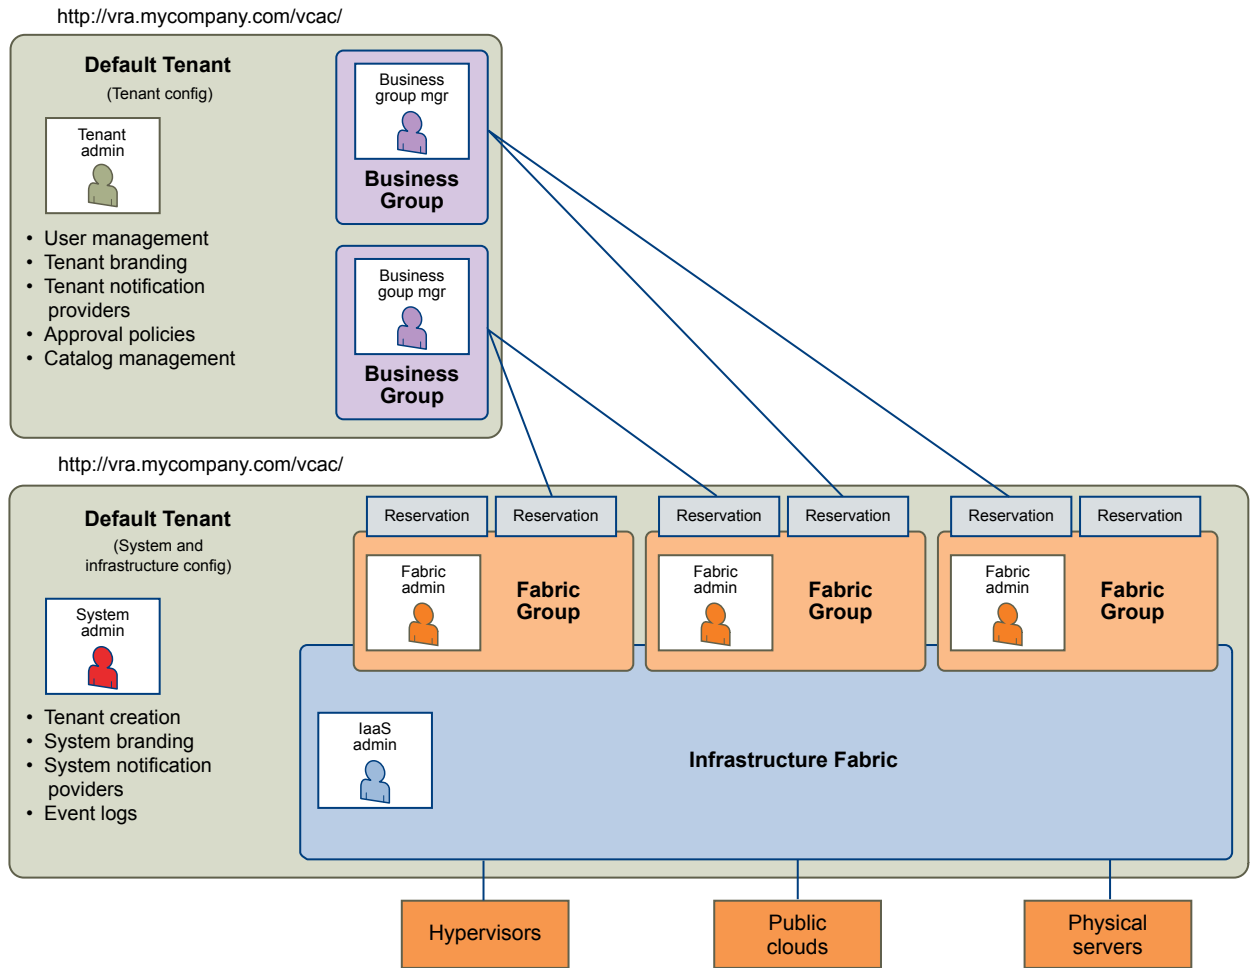 http://vra.mycompany.com/vcac/
Default Tenant
(Tenant config)
Tenant
admin
• User management
• Tenant branding
• Tenant notification
providers
• Approval policies
• Catalog management
Business
group mgr
Business
Group
Business
goup mgr
Business
Group
http://vra.mycompany.com/vcac/
Default Tenant
(System and
infrastructure config)
System
admin
• Tenant creation
• System branding
• System notification
poviders
• Event logs
Reservation
Reservation
Fabric
admin
Fabric
Group
Reservation
Reservation
Fabric
admin
Fabric
Group
Reservation
Reservation
Fabric
admin
Fabric
Group
IaaS
admin
Infrastructure Fabric
Hypervisors
Public
clouds
Physical
servers